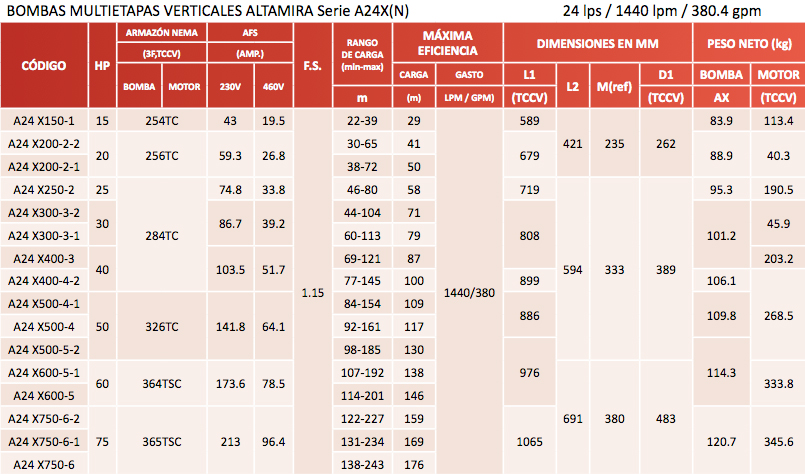 BOMBAS MULTIETAPAS VERTICALES ALTAMIRA Serie A24X(N) 24 lps / 1440 lpm / 380.4 gpm
CÓDIGO HP ARMAZÓN NEMA AFS F.S. RANGO DE CARGA (min-max) MÁXIMA EFICIENCIA DIMENSIONES EN MM PESO NETO (kg)
(3F,TCCV) (AMP.) CARGA GASTO L1 L2 M(ref) D1 BOMBA MOTOR
BOMBA MOTOR 230V 460V m (m) LPM / GPM) (TCCV) (TCCV) AX (TCCV)
A24 X150-1 15 254TC 43 19.5 1.15 22-39 29 1440/380 589 421 235 262 83.9 113.4
A24 X200-2-2 20 256TC 59.3 26.8 30-65 41 679 88.9 40.3
A24 X200-2-1 38-72 50
A24 X250-2 25 284TC 74.8 33.8 46-80 58 719 594 333 389 95.3 190.5
A24 X300-3-2 30 86.7 39.2 44-104 71 808 101.2 45.9
A24 X300-3-1 60-113 79
A24 X400-3 40 103.5 51.7 69-121 87 203.2
A24 X400-4-2 77-145 100 899 106.1 268.5
A24 X500-4-1 50 326TC 141.8 64.1 84-154 109 886 109.8
A24 X500-4 92-161 117
A24 X500-5-2 98-185 130 976 114.3
A24 X600-5-1 60 364TSC 173.6 78.5 107-192 138 691 380 483 333.8
A24 X600-5 114-201 146
A24 X750-6-2 75 365TSC 213 96.4 122-227 159 1065 120.7 345.6
A24 X750-6-1 131-234 169
A24 X750-6 138-243 176